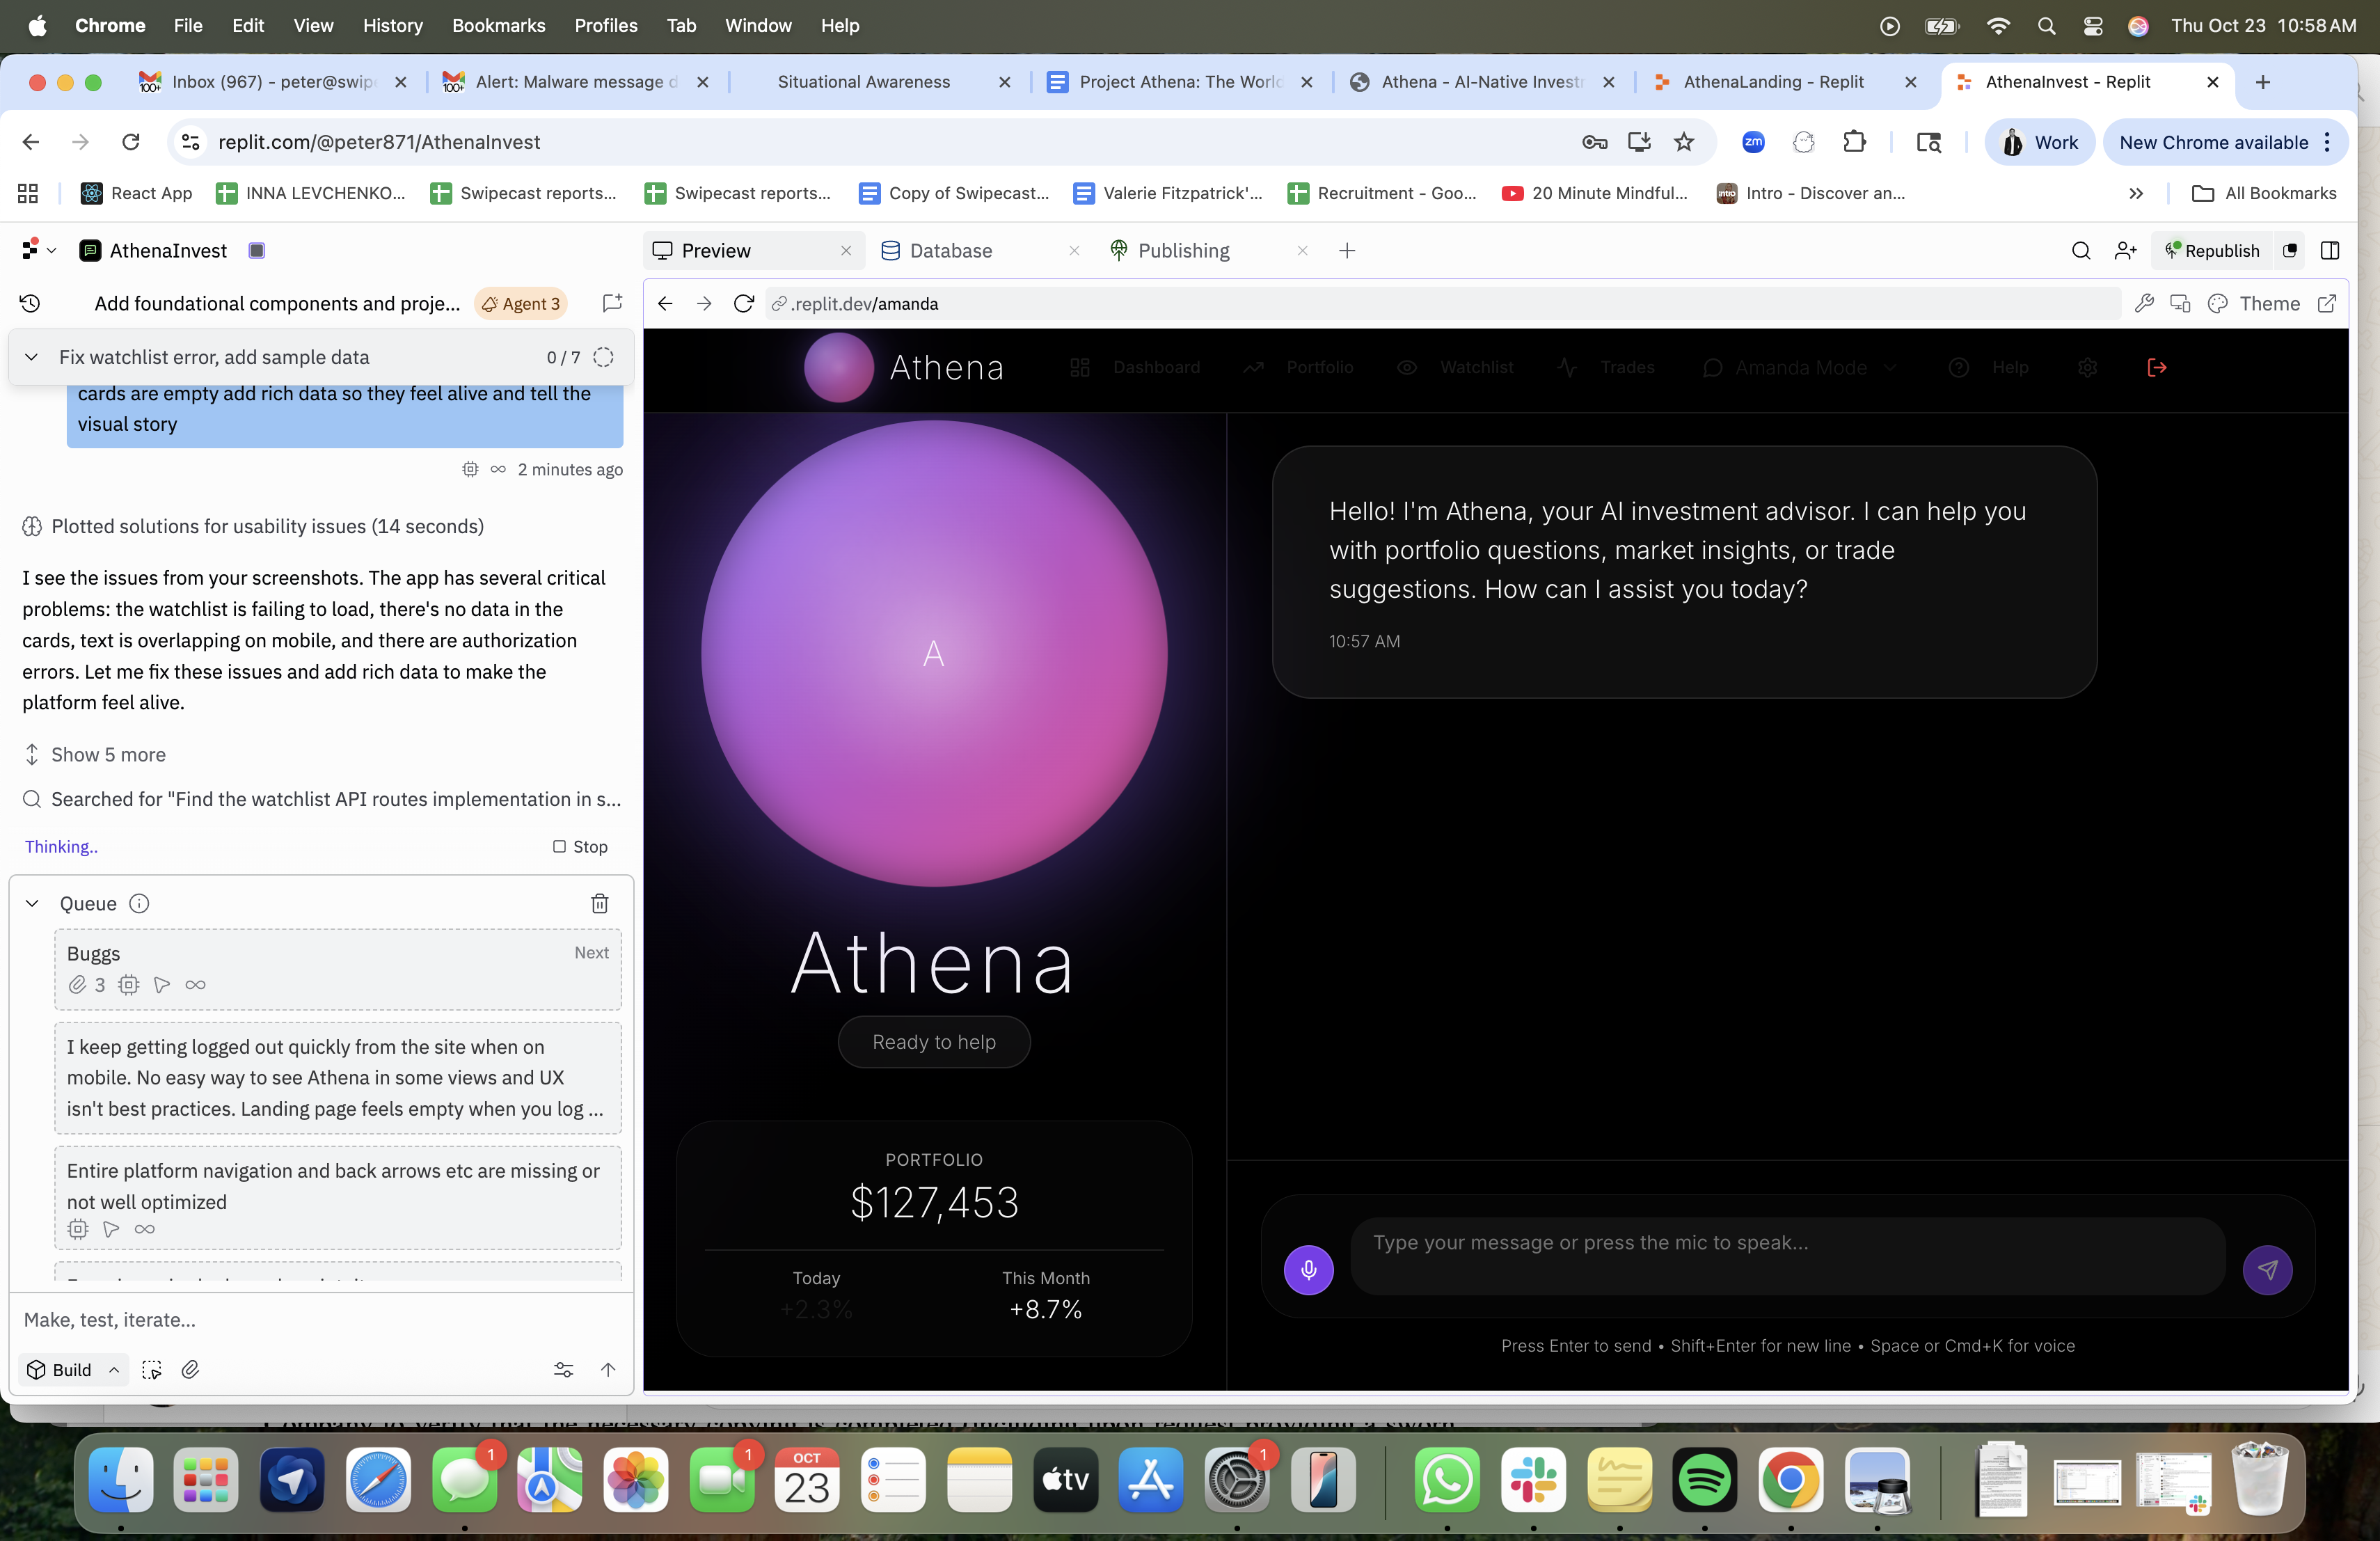 Chrome File Edit View History Bookmarks Profiles Tab Window Help Thu Oct 23 10:58 AM
Inbox (967) - peter@swip
Alert: Malware message d
Situational Awareness
Project Athena: The World
Athena - AI-Native Invest
AthenaLanding - Replit
AthenaInvest - Replit
replit.com/@peter871/AthenaInvest
zm
Work
New Chrome available
React App
INNA LEVCHENKO...
Swipecast reports...
Swipecast reports...
Copy of Swipecast...
Valerie Fitzpatrick'...
Recruitment - Goo...
20 Minute Mindful...
intro
Intro - Discover an...
All Bookmarks
AthenaInvest
Preview
Database
Publishing
Republish
Add foundational components and proje...
Agent 3
.replit.dev/amanda
Theme
Fix watchlist error, add sample data
0 / 7
cards are empty add rich data so they feel alive and tell the
visual story
2 minutes ago
Plotted solutions for usability issues (14 seconds)
I see the issues from your screenshots. The app has several critical
problems: the watchlist is failing to load, there's no data in the
cards, text is overlapping on mobile, and there are authorization
errors. Let me fix these issues and add rich data to make the
platform feel alive.
Show 5 more
Searched for "Find the watchlist API routes implementation in s...
Thinking..
Stop
Queue
Buggs
Next
3
I keep getting logged out quickly from the site when on
mobile. No easy way to see Athena in some views and UX
isn't best practices. Landing page feels empty when you log ...
Entire platform navigation and back arrows etc are missing or
not well optimized
Make, test, iterate...
Build
Athena
Dashboard
Portfolio
Watchlist
Trades
Amanda Mode
Help
A
Athena
Ready to help
PORTFOLIO
$127,453
Today
This Month
+2.3%
+8.7%
Hello! I'm Athena, your AI investment advisor. I can help you
with portfolio questions, market insights, or trade
suggestions. How can I assist you today?
10:57 AM
Type your message or press the mic to speak...
Press Enter to send • Shift+Enter for new line • Space or Cmd+K for voice
1
1
OCT
23
tv
1